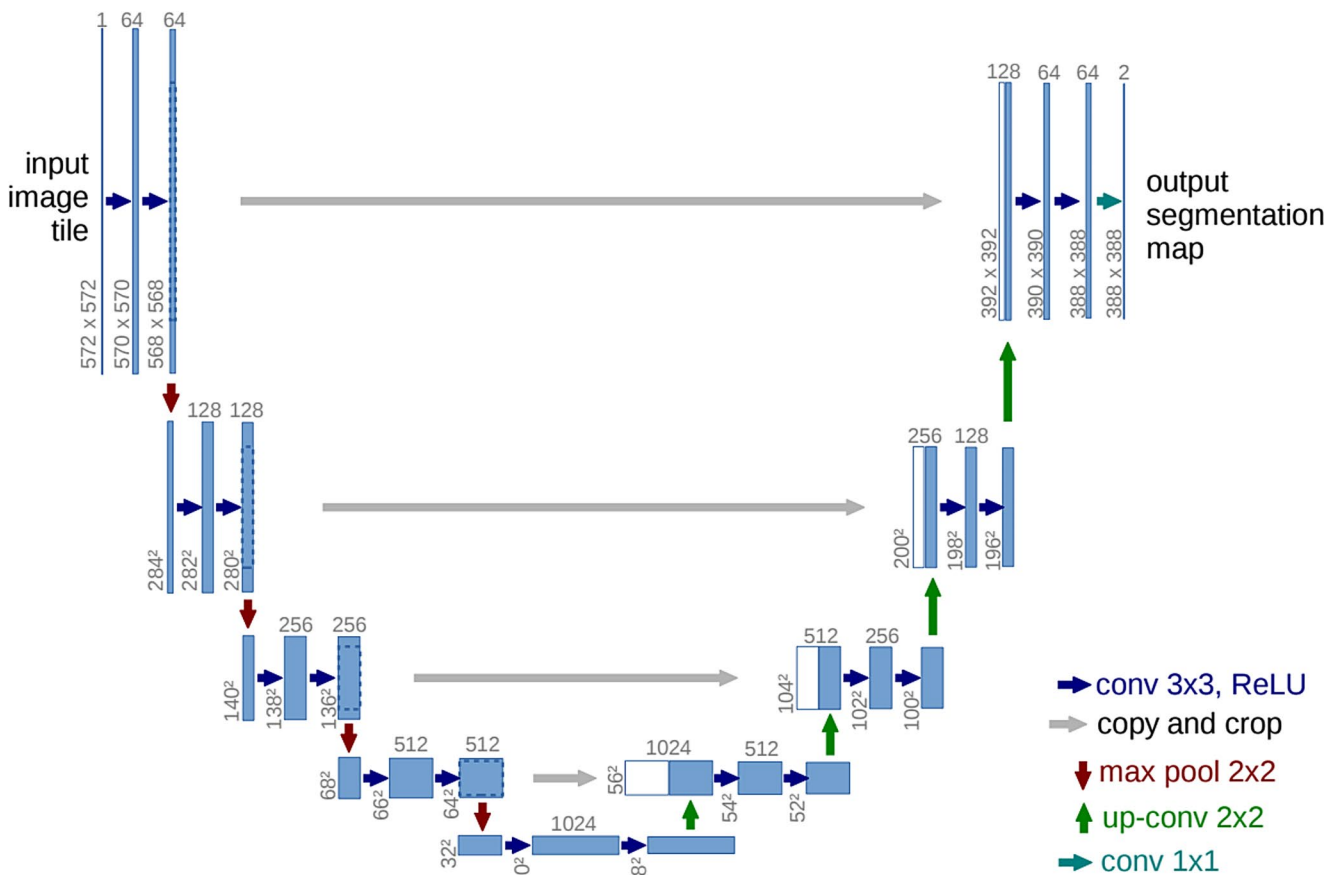 1 64 64
128 64 64 2
input
image
tile
output
segmentation
map
572 x 572
570 x 570
568 x 568
392 x 392
390 x 390
388 x 388
388 x 388
128 128
256 128
284²
282²
280²
200²
198²
196²
256 256
512 256
140²
138²
136²
104²
102²
100²
512 512
1024 512
68²
66²
64²
56²
54²
52²
1024
32²
0²
8²
conv 3x3, ReLU
copy and crop
max pool 2x2
up-conv 2x2
conv 1x1